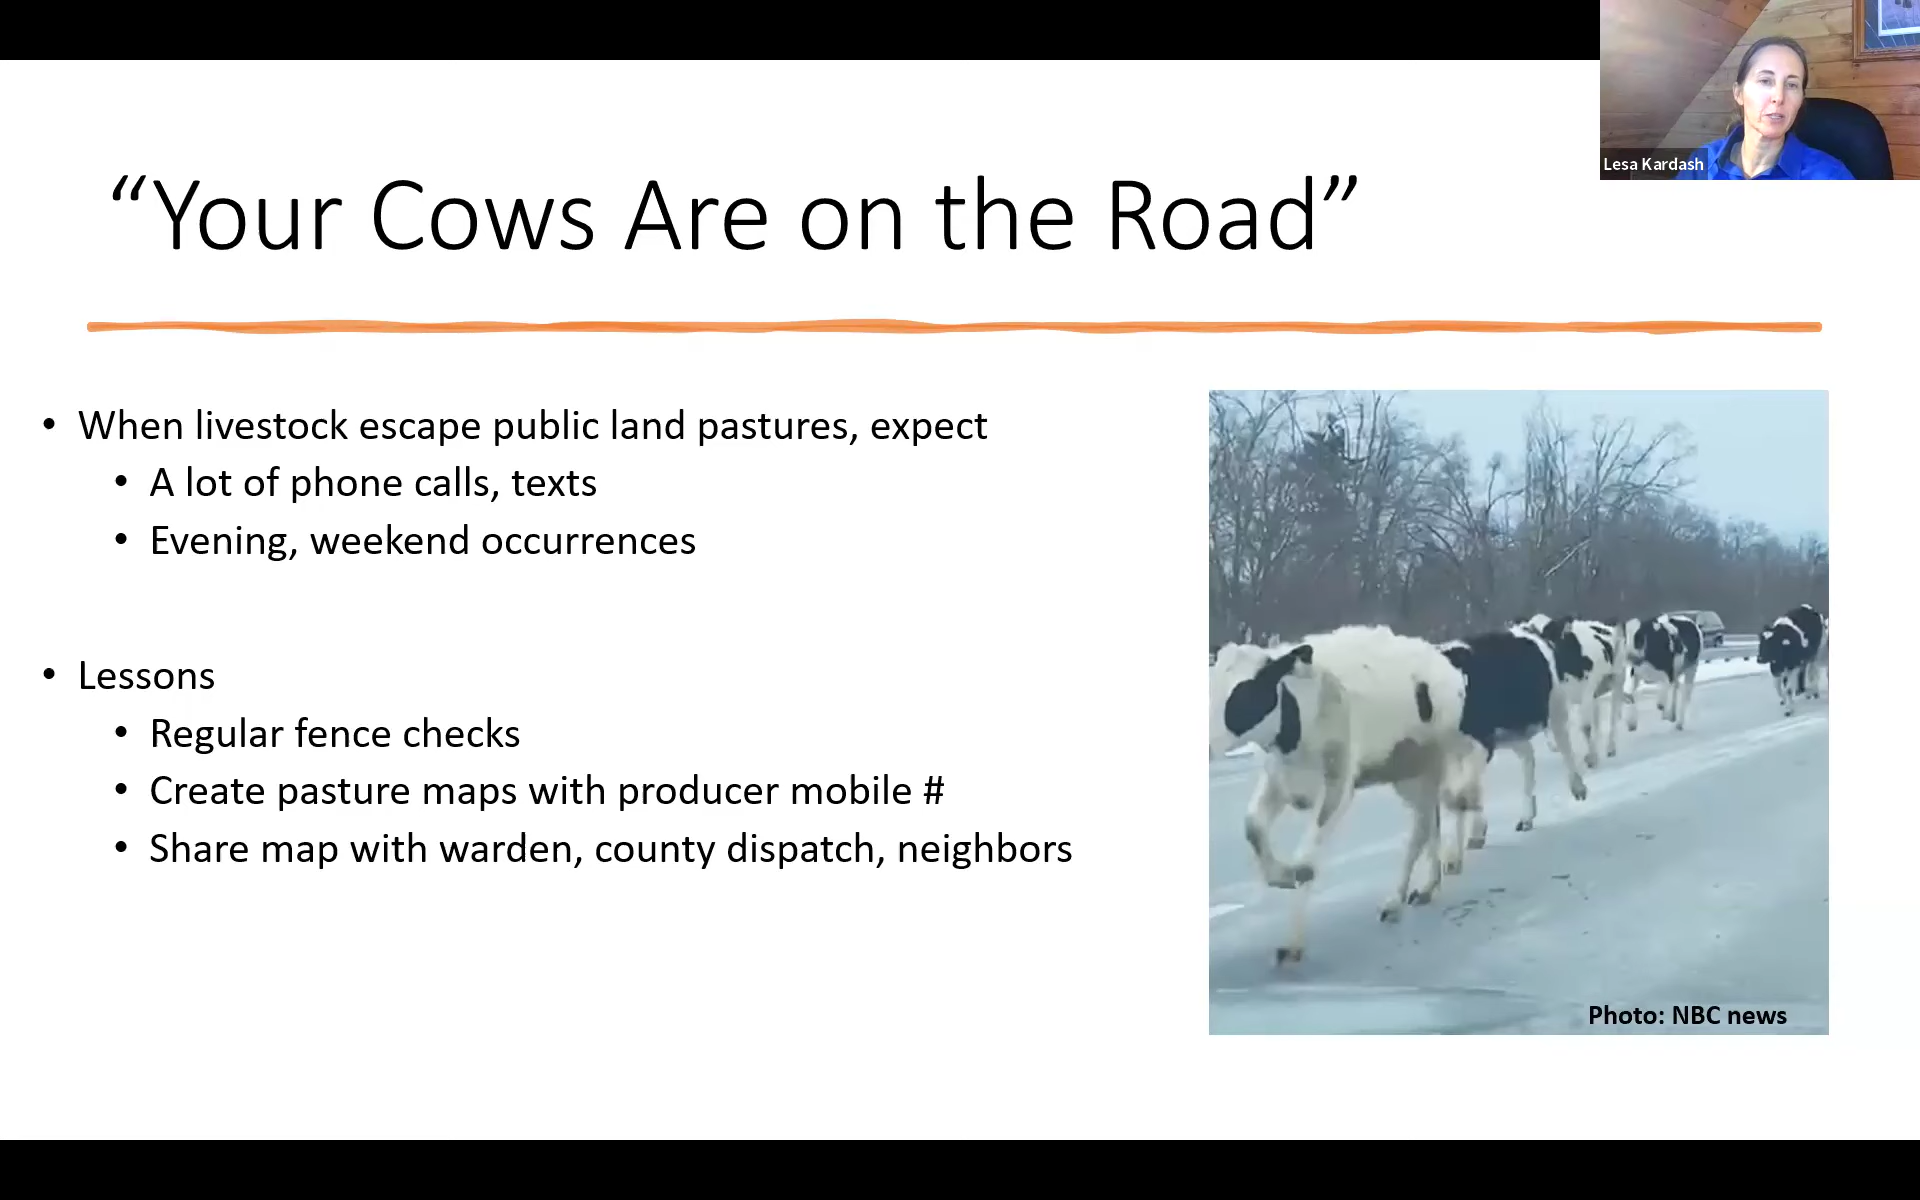 Lesa Kardash
“Your Cows Are on the Road”
• When livestock escape public land pastures, expect
• A lot of phone calls, texts
• Evening, weekend occurrences
• Lessons
• Regular fence checks
• Create pasture maps with producer mobile #
• Share map with warden, county dispatch, neighbors
Photo: NBC news